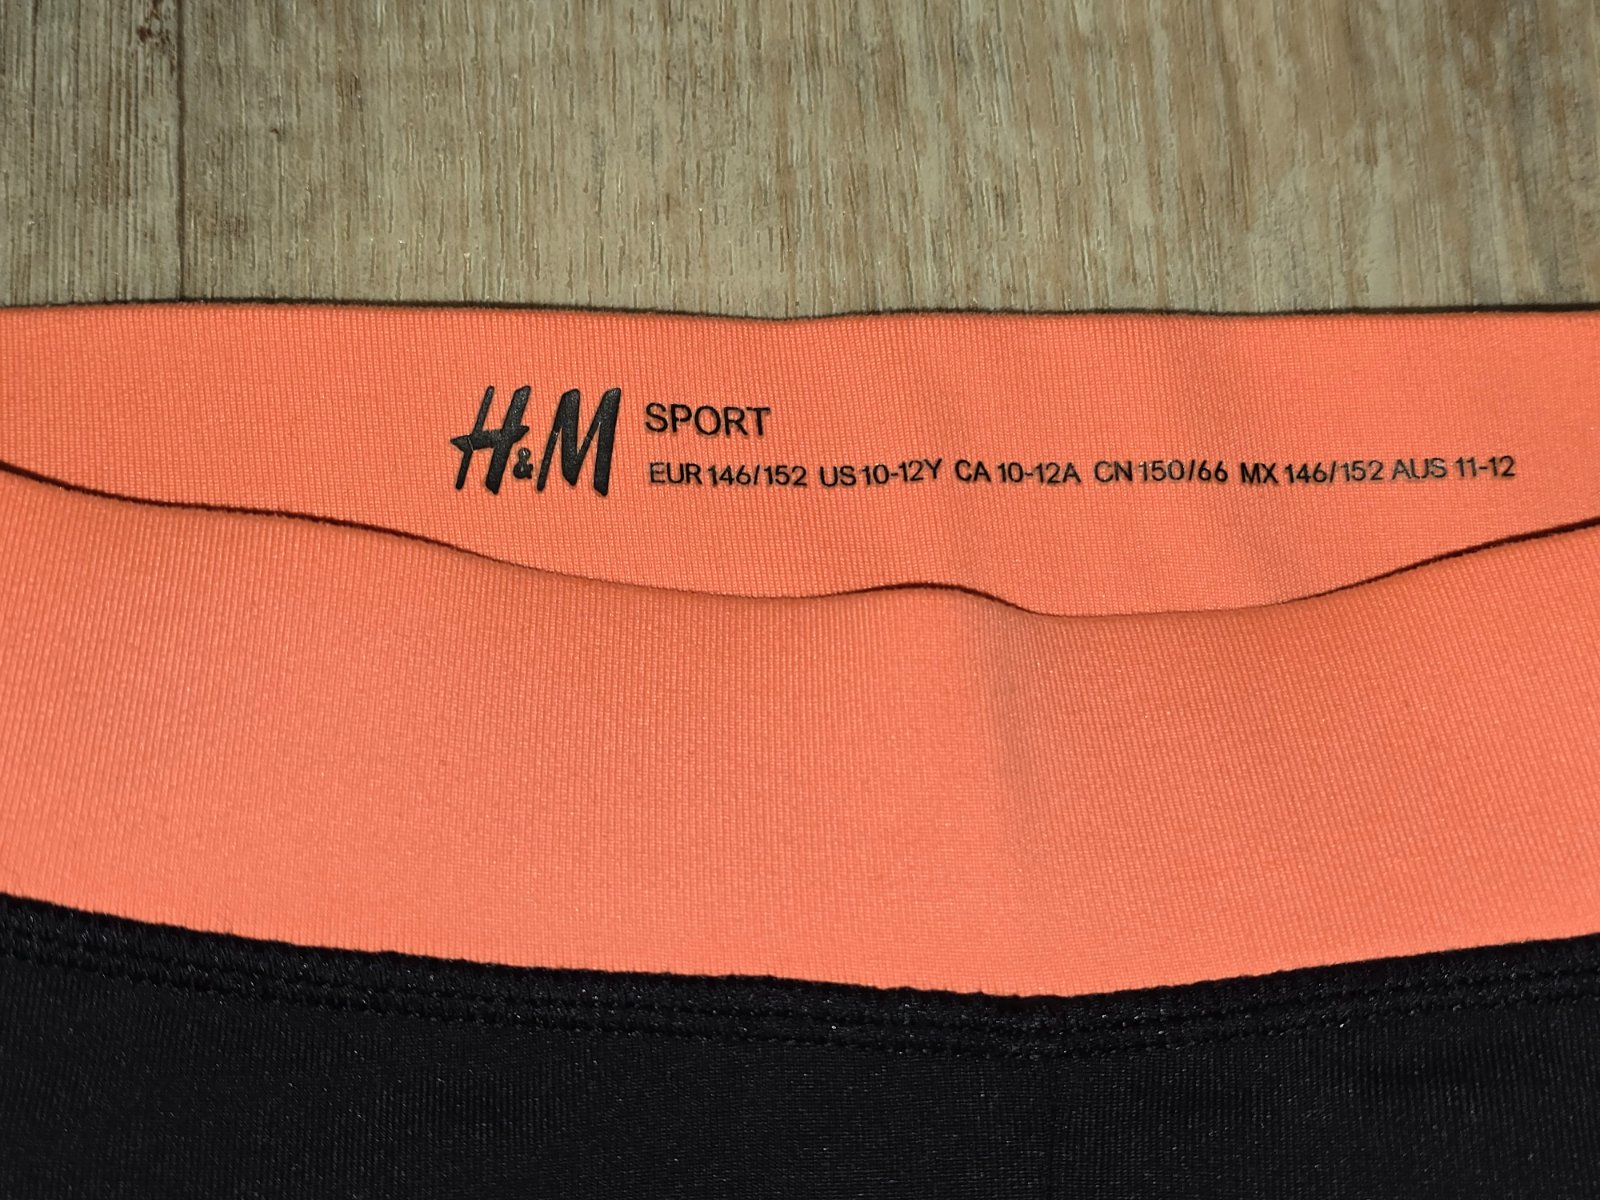 H&M SPORT
EUR 146/152 US 10-12Y CA 10-12A CN 150/66 MX 146/152 AUS 11-12